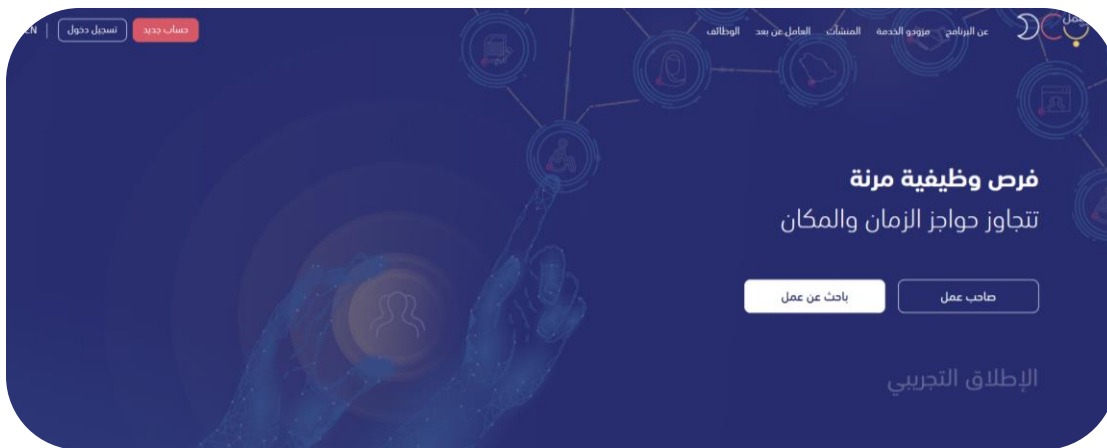 عن البرنامج مزودو الخدمة المنشآت العامل عن بعد الوظائف
حساب جديد تسجيل دخول
فرص وظيفية مرنة
تتجاوز حواجز الزمان والمكان
صاحب عمل باحث عن عمل
الإطلاق التجريبي